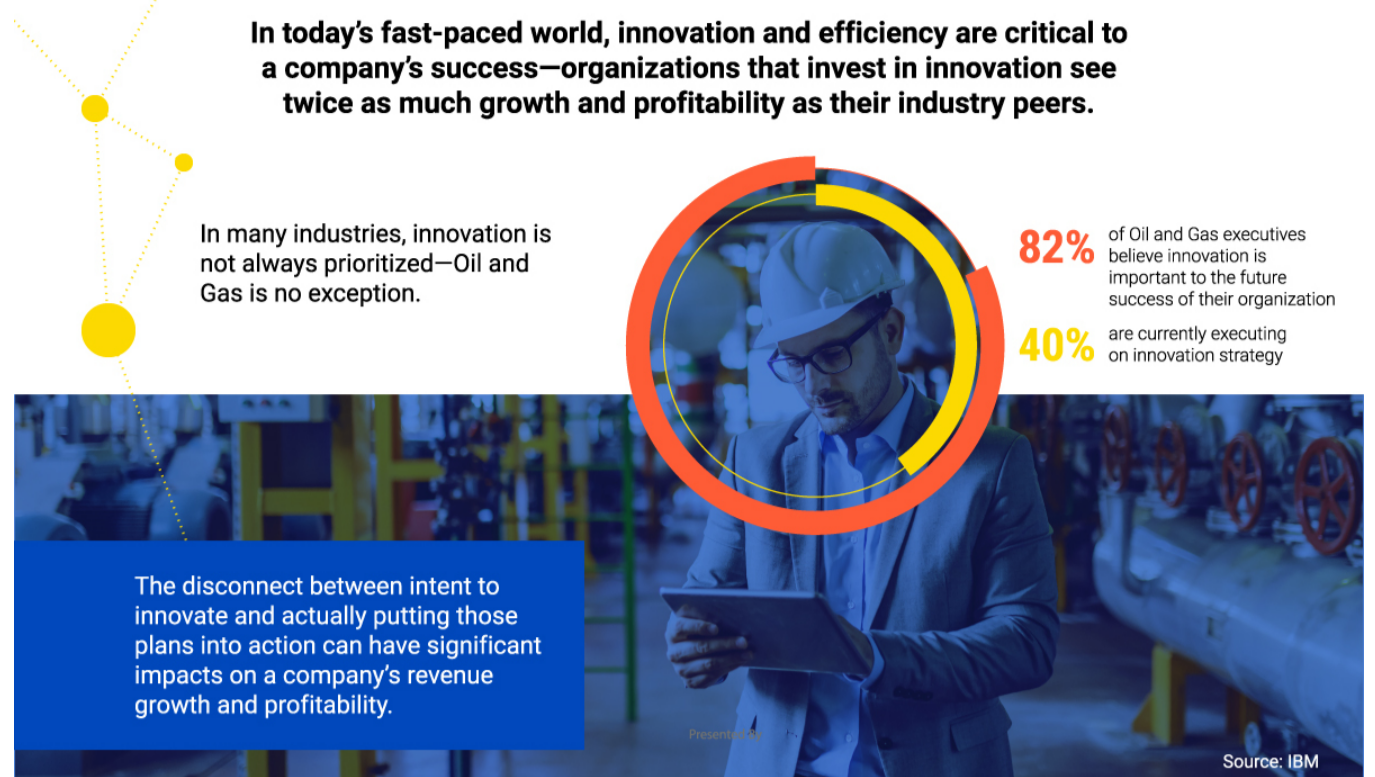 In today’s fast-paced world, innovation and efficiency are critical to
a company’s success—organizations that invest in innovation see
twice as much growth and profitability as their industry peers.
In many industries, innovation is
not always prioritized—Oil and
Gas is no exception.
82%
of Oil and Gas executives
believe innovation is
important to the future
success of their organization
40%
are currently executing
on innovation strategy
The disconnect between intent to
innovate and actually putting those
plans into action can have significant
impacts on a company’s revenue
growth and profitability.
Source: IBM